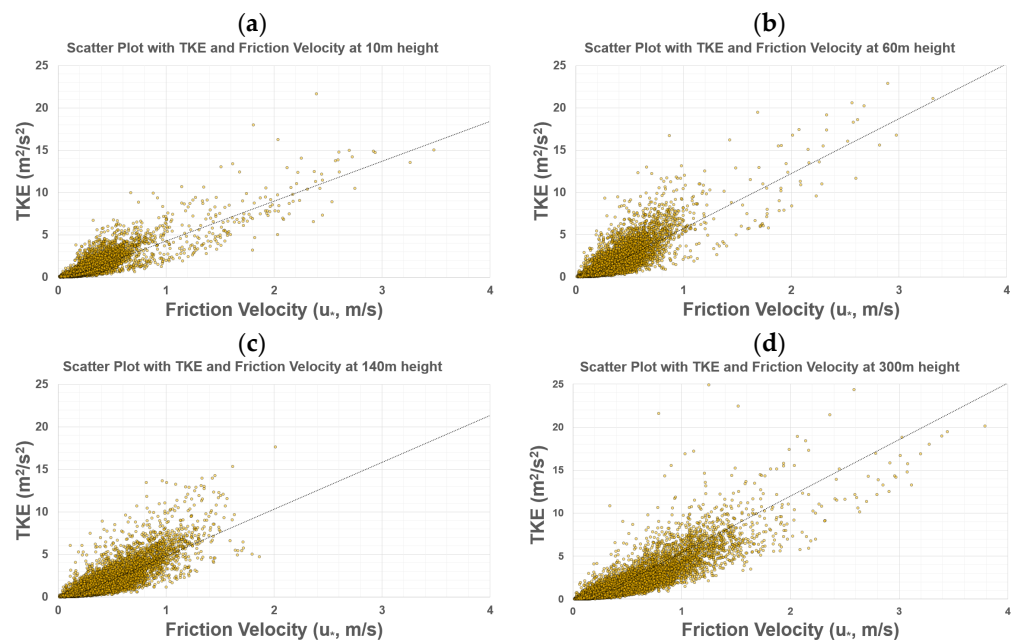 (a)
Scatter Plot with TKE and Friction Velocity at 10m height
25
20
15
10
5
0
TKE (m²/s²)
0 1 2 3 4
Friction Velocity (u*, m/s)
(b)
Scatter Plot with TKE and Friction Velocity at 60m height
25
20
15
10
5
0
TKE (m²/s²)
0 1 2 3 4
Friction Velocity (u*, m/s)
(c)
Scatter Plot with TKE and Friction Velocity at 140m height
25
20
15
10
5
0
TKE (m²/s²)
0 1 2 3 4
Friction Velocity (u*, m/s)
(d)
Scatter Plot with TKE and Friction Velocity at 300m height
25
20
15
10
5
0
TKE (m²/s²)
0 1 2 3 4
Friction Velocity (u*, m/s)